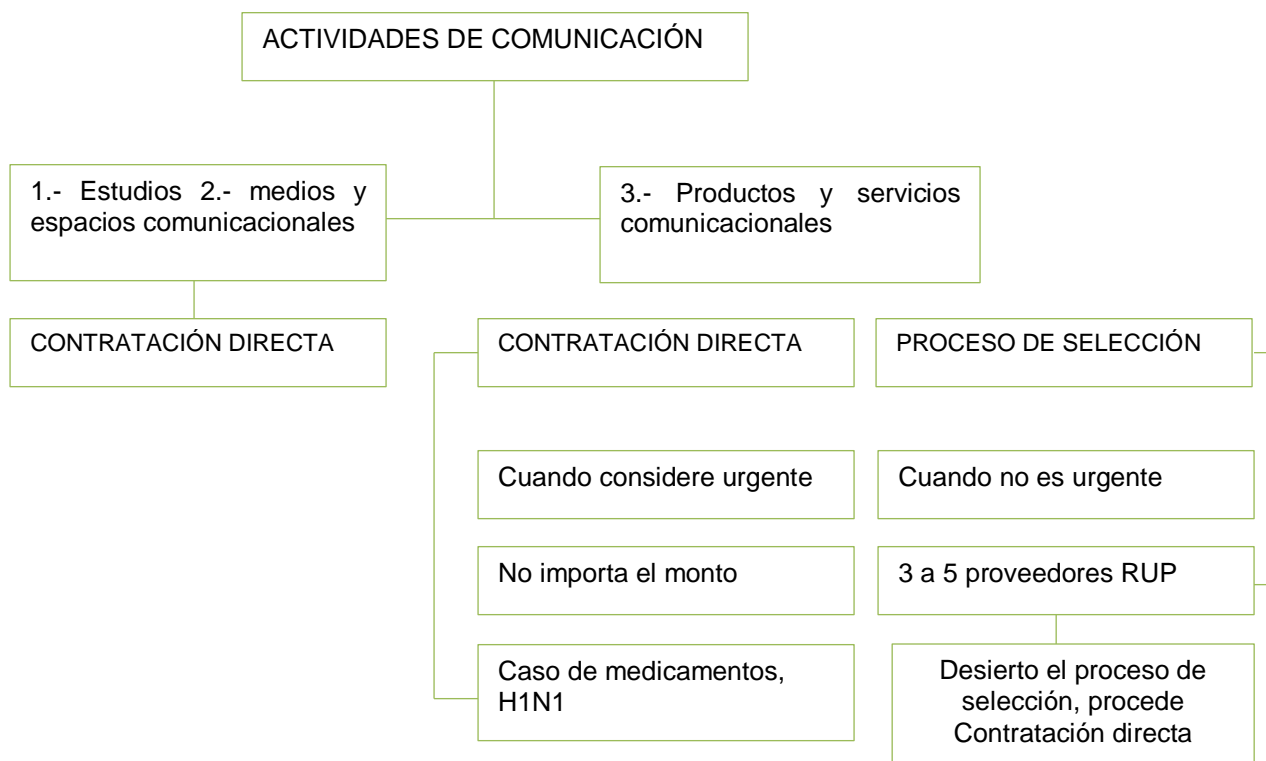 ACTIVIDADES DE COMUNICACIÓN
1.- Estudios 2.- medios y
espacios comunicacionales
3.- Productos y servicios
comunicacionales
CONTRATACIÓN DIRECTA
CONTRATACIÓN DIRECTA
PROCESO DE SELECCIÓN
Cuando considere urgente
Cuando no es urgente
No importa el monto
3 a 5 proveedores RUP
Caso de medicamentos,
H1N1
Desierto el proceso de
selección, procede
Contratación directa